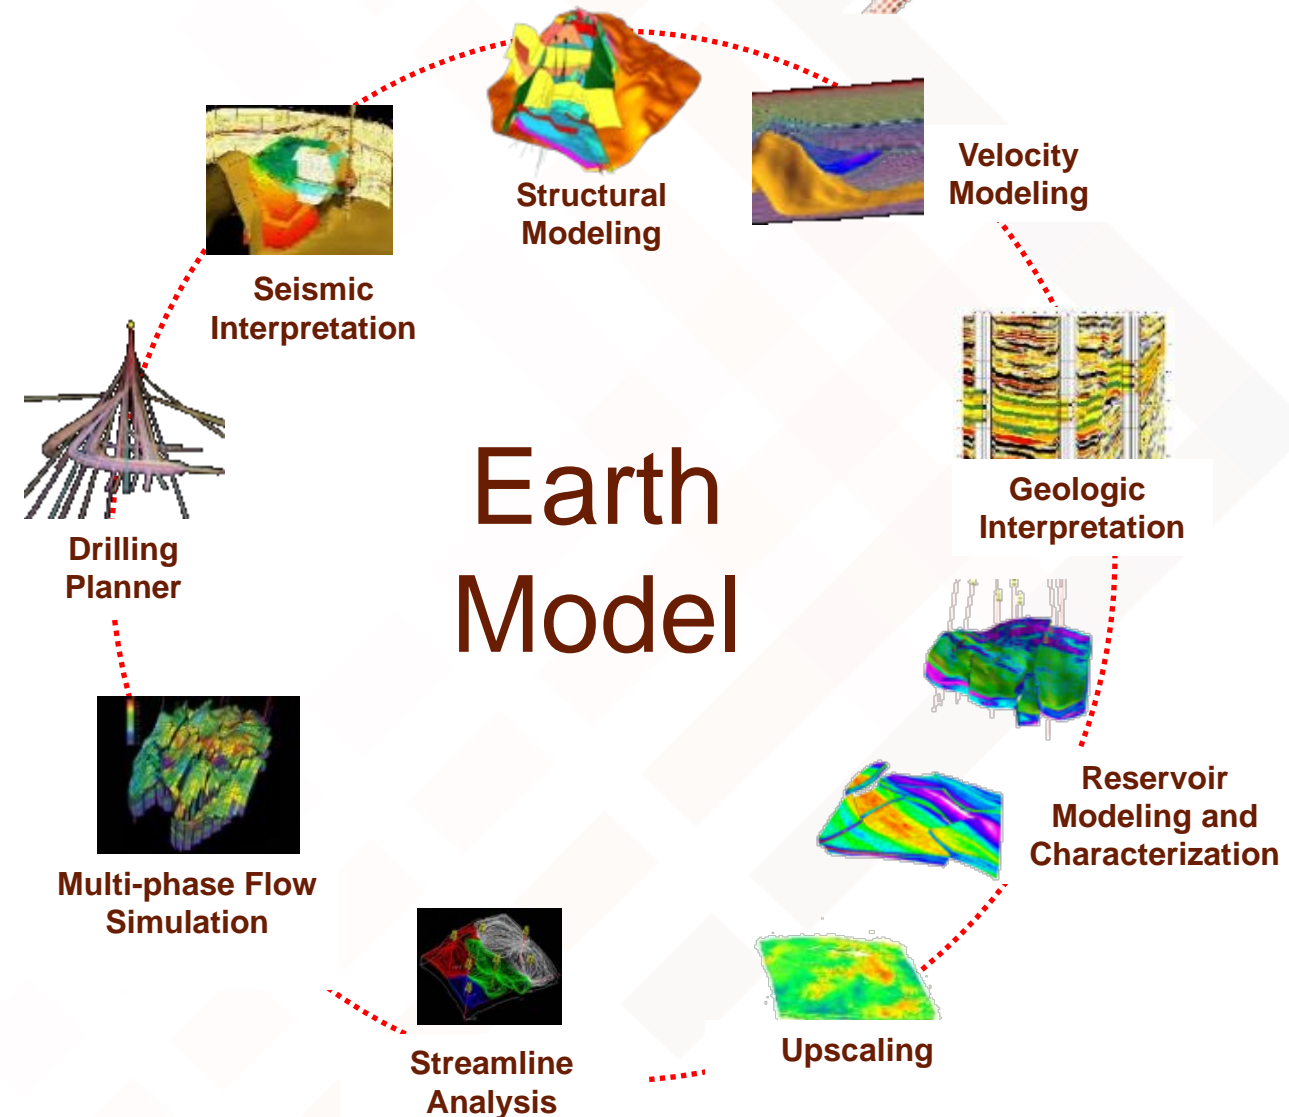 Structural
Modeling
Velocity
Modeling
Seismic
Interpretation
Earth
Model
Geologic
Interpretation
Drilling
Planner
Reservoir
Modeling and
Characterization
Multi-phase Flow
Simulation
Upscaling
Streamline
Analysis